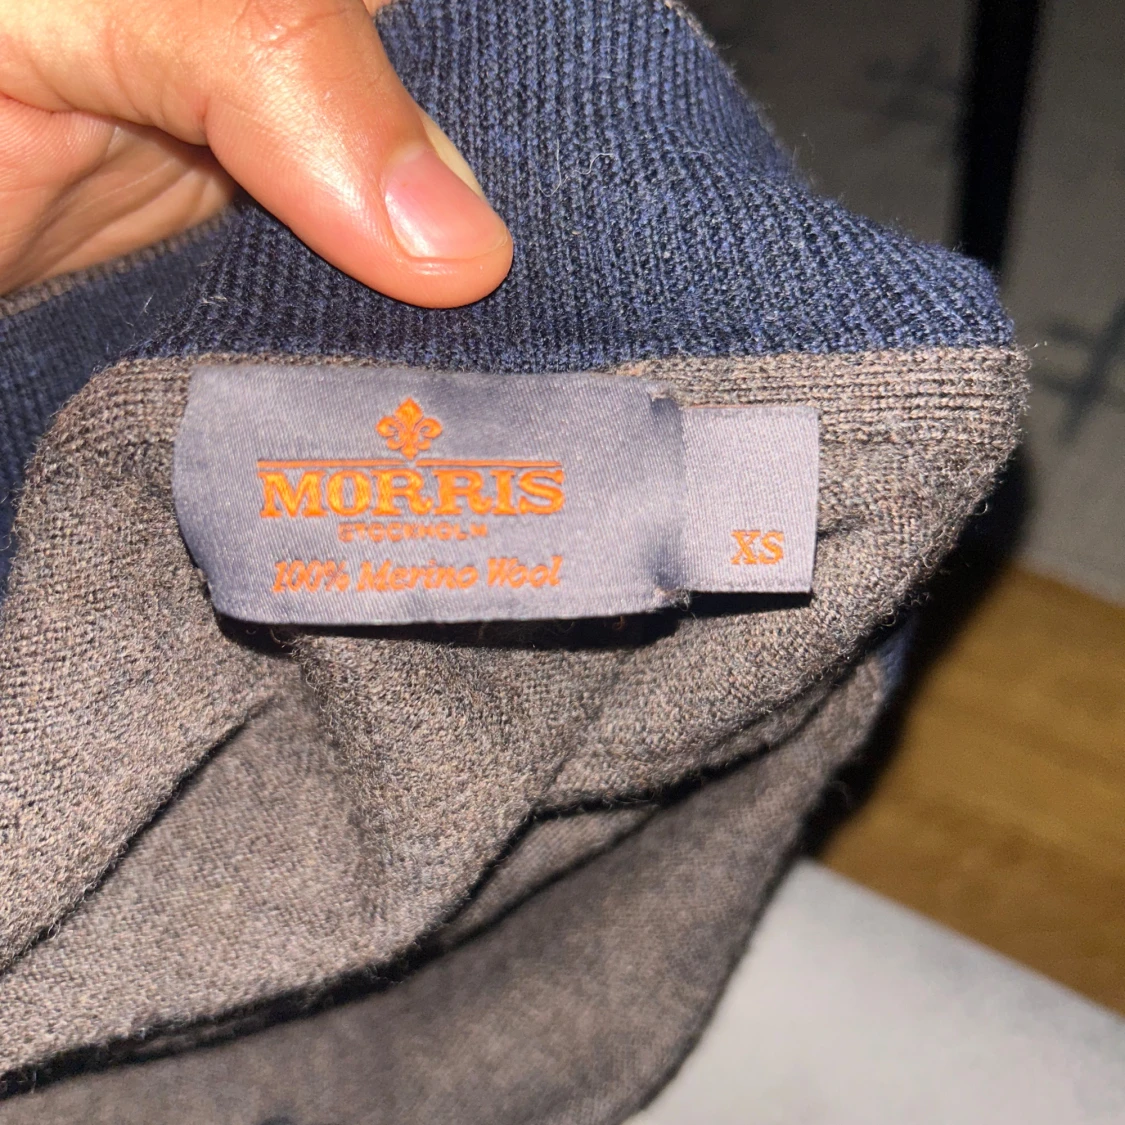 MORRIS
STOCKHOLM
100% Merino Wool
XS